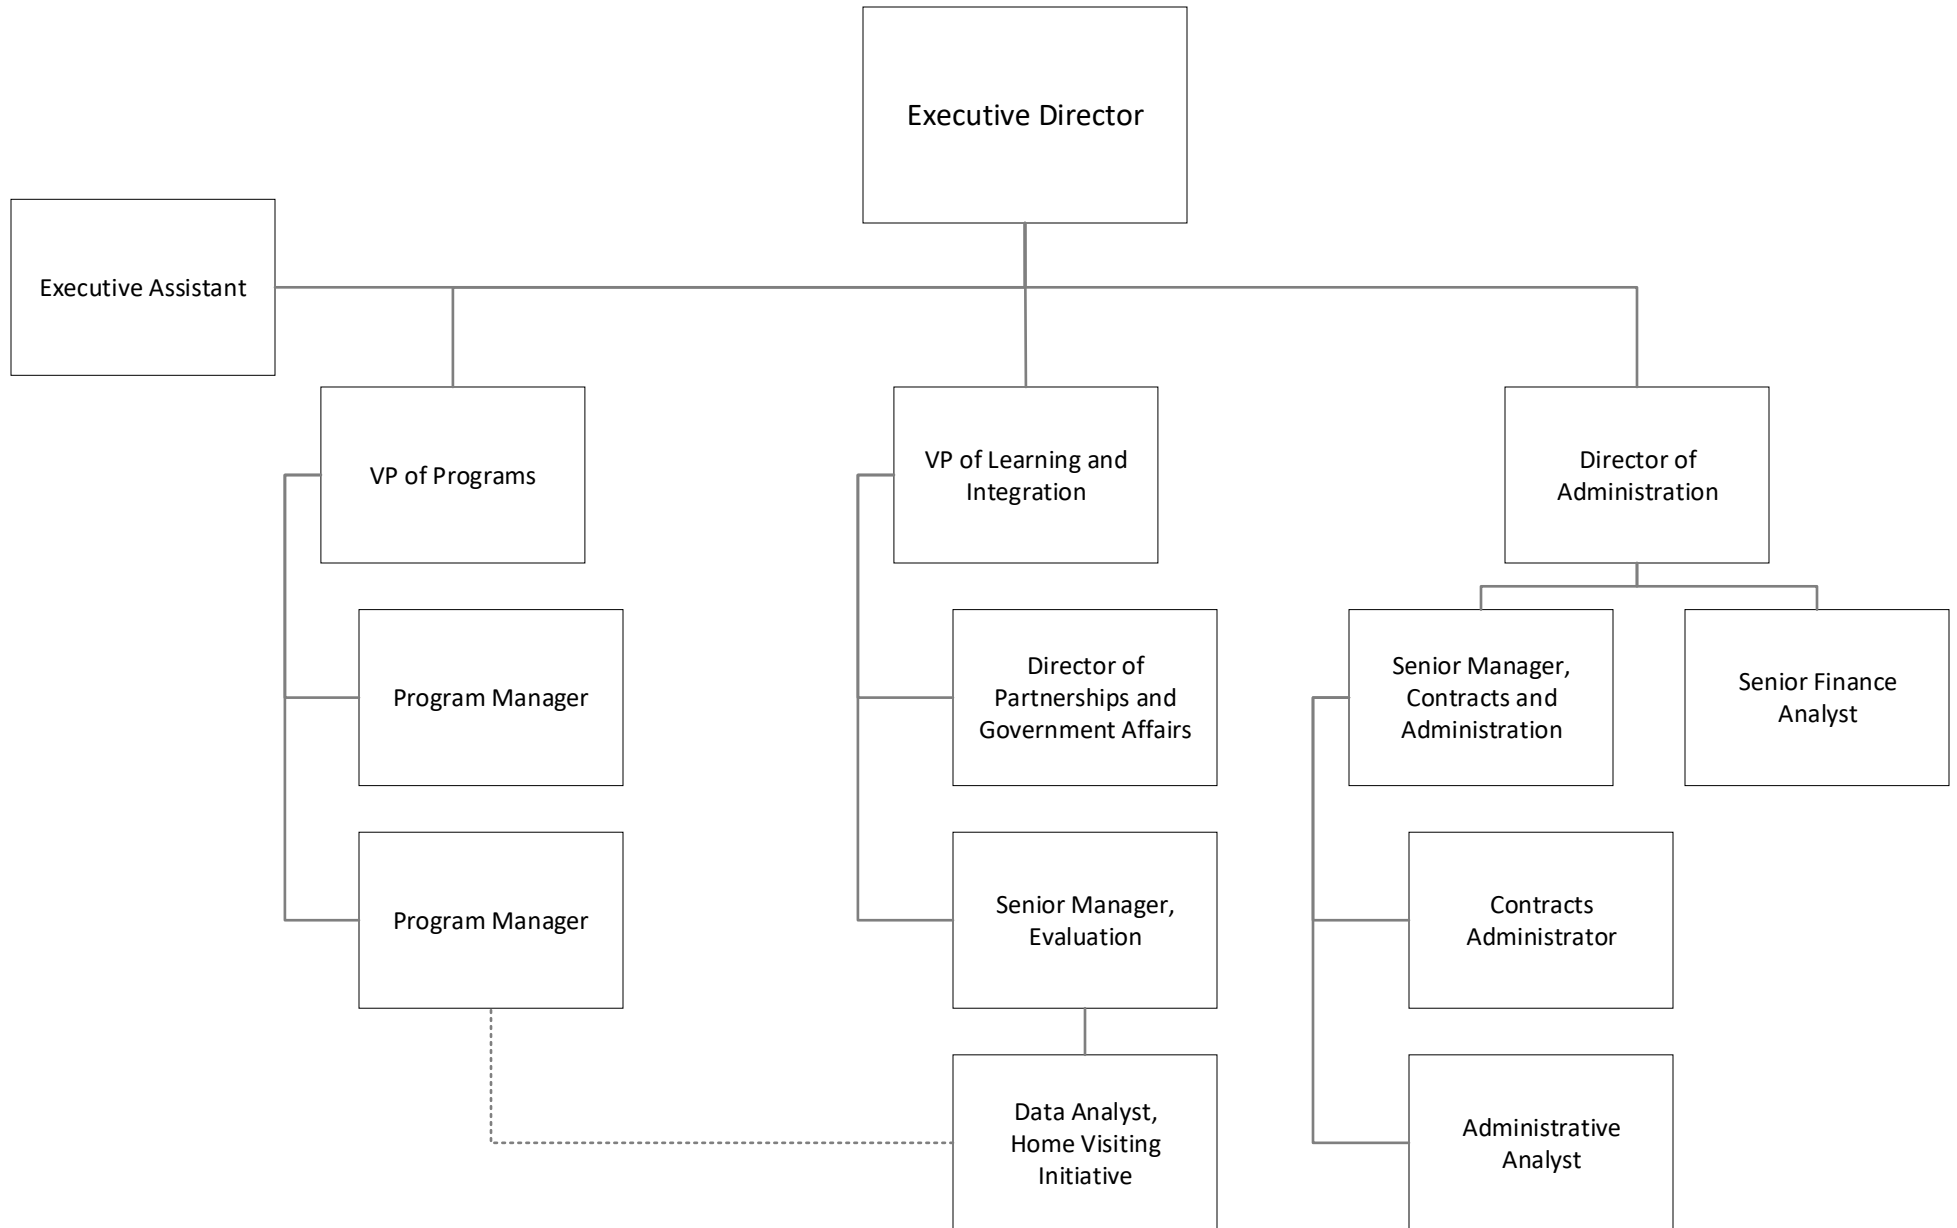 Executive Director
Executive Assistant
VP of Programs
VP of Learning and
Integration
Director of
Administration
Program Manager
Director of
Partnerships and
Government Affairs
Senior Manager,
Contracts and
Administration
Senior Finance
Analyst
Program Manager
Senior Manager,
Evaluation
Contracts
Administrator
Data Analyst,
Home Visiting
Initiative
Administrative
Analyst